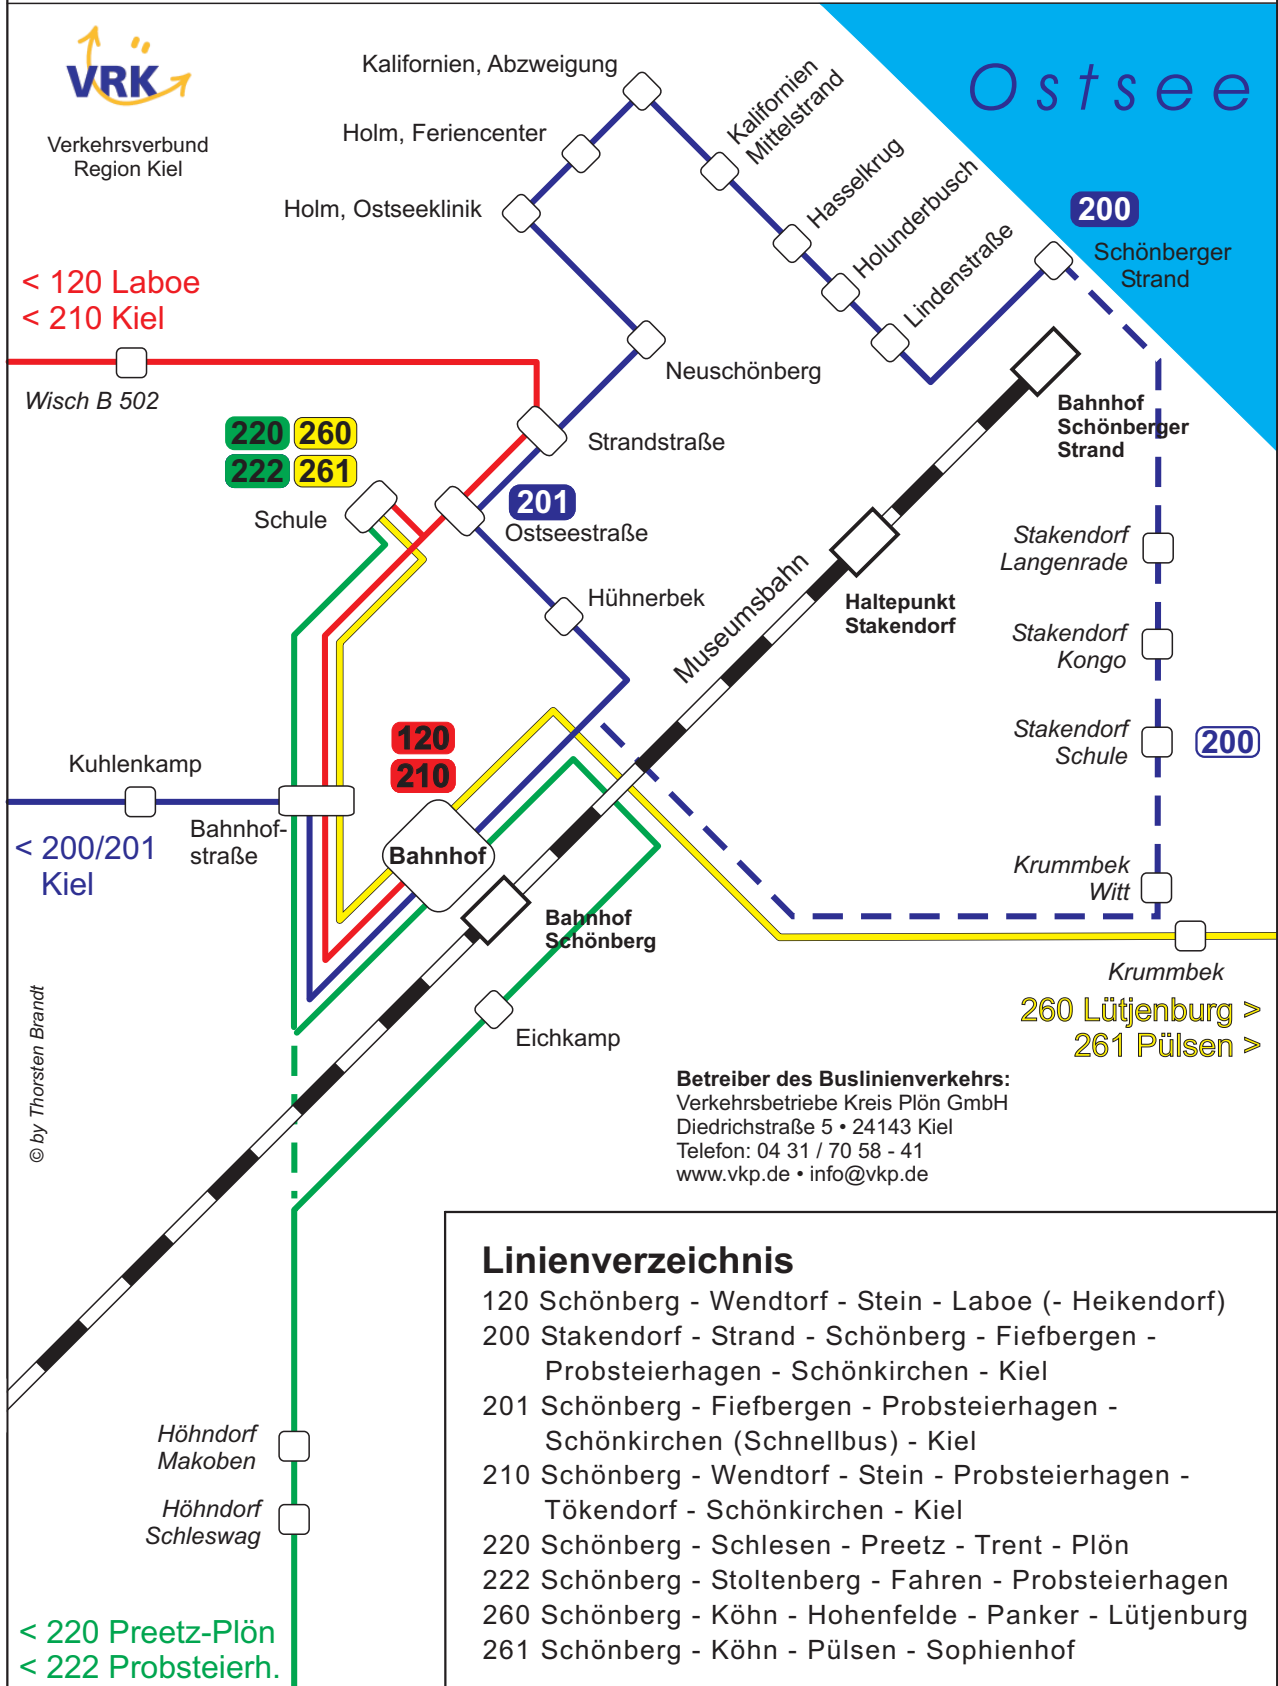 VRK
Verkehrsverbund
Region Kiel
Ostsee
Kalifornien, Abzweigung
Holm, Feriencenter
Holm, Ostseeklinik
Kalifornien
Mittelstrand
Hasselkrug
Holunderbusch
Lindenstraße
200
Schönberger
Strand
< 120 Laboe
< 210 Kiel
Wisch B 502
Neuschönberg
Strandstraße
220 260
222 261
Schule
201
Ostseestraße
Hühnerbek
Bahnhof
Schönberger
Strand
Museumsbahn
Haltepunkt
Stakendorf
Stakendorf
Langenrade
Stakendorf
Kongo
Stakendorf
Schule
200
Krummbek
Witt
Krummbek
260 Lütjenburg >
261 Pülsen >
120
210
Kuhlenkamp
Bahnhof-
straße
< 200/201
Kiel
Bahnhof
Bahnhof
Schönberg
Eichkamp
© by Thorsten Brandt
Betreiber des Buslinienverkehrs:
Verkehrsbetriebe Kreis Plön GmbH
Diedrichstraße 5 • 24143 Kiel
Telefon: 04 31 / 70 58 - 41
www.vkp.de • info@vkp.de
Höhndorf
Makoben
Höhndorf
Schleswag
< 220 Preetz-Plön
< 222 Probsteierh.
Linienverzeichnis
120 Schönberg - Wendtorf - Stein - Laboe (- Heikendorf)
200 Stakendorf - Strand - Schönberg - Fiefbergen -
Probsteierhagen - Schönkirchen - Kiel
201 Schönberg - Fiefbergen - Probsteierhagen -
Schönkirchen (Schnellbus) - Kiel
210 Schönberg - Wendtorf - Stein - Probsteierhagen -
Tökendorf - Schönkirchen - Kiel
220 Schönberg - Schlesen - Preetz - Trent - Plön
222 Schönberg - Stoltenberg - Fahren - Probsteierhagen
260 Schönberg - Köhn - Hohenfelde - Panker - Lütjenburg
261 Schönberg - Köhn - Pülsen - Sophienhof